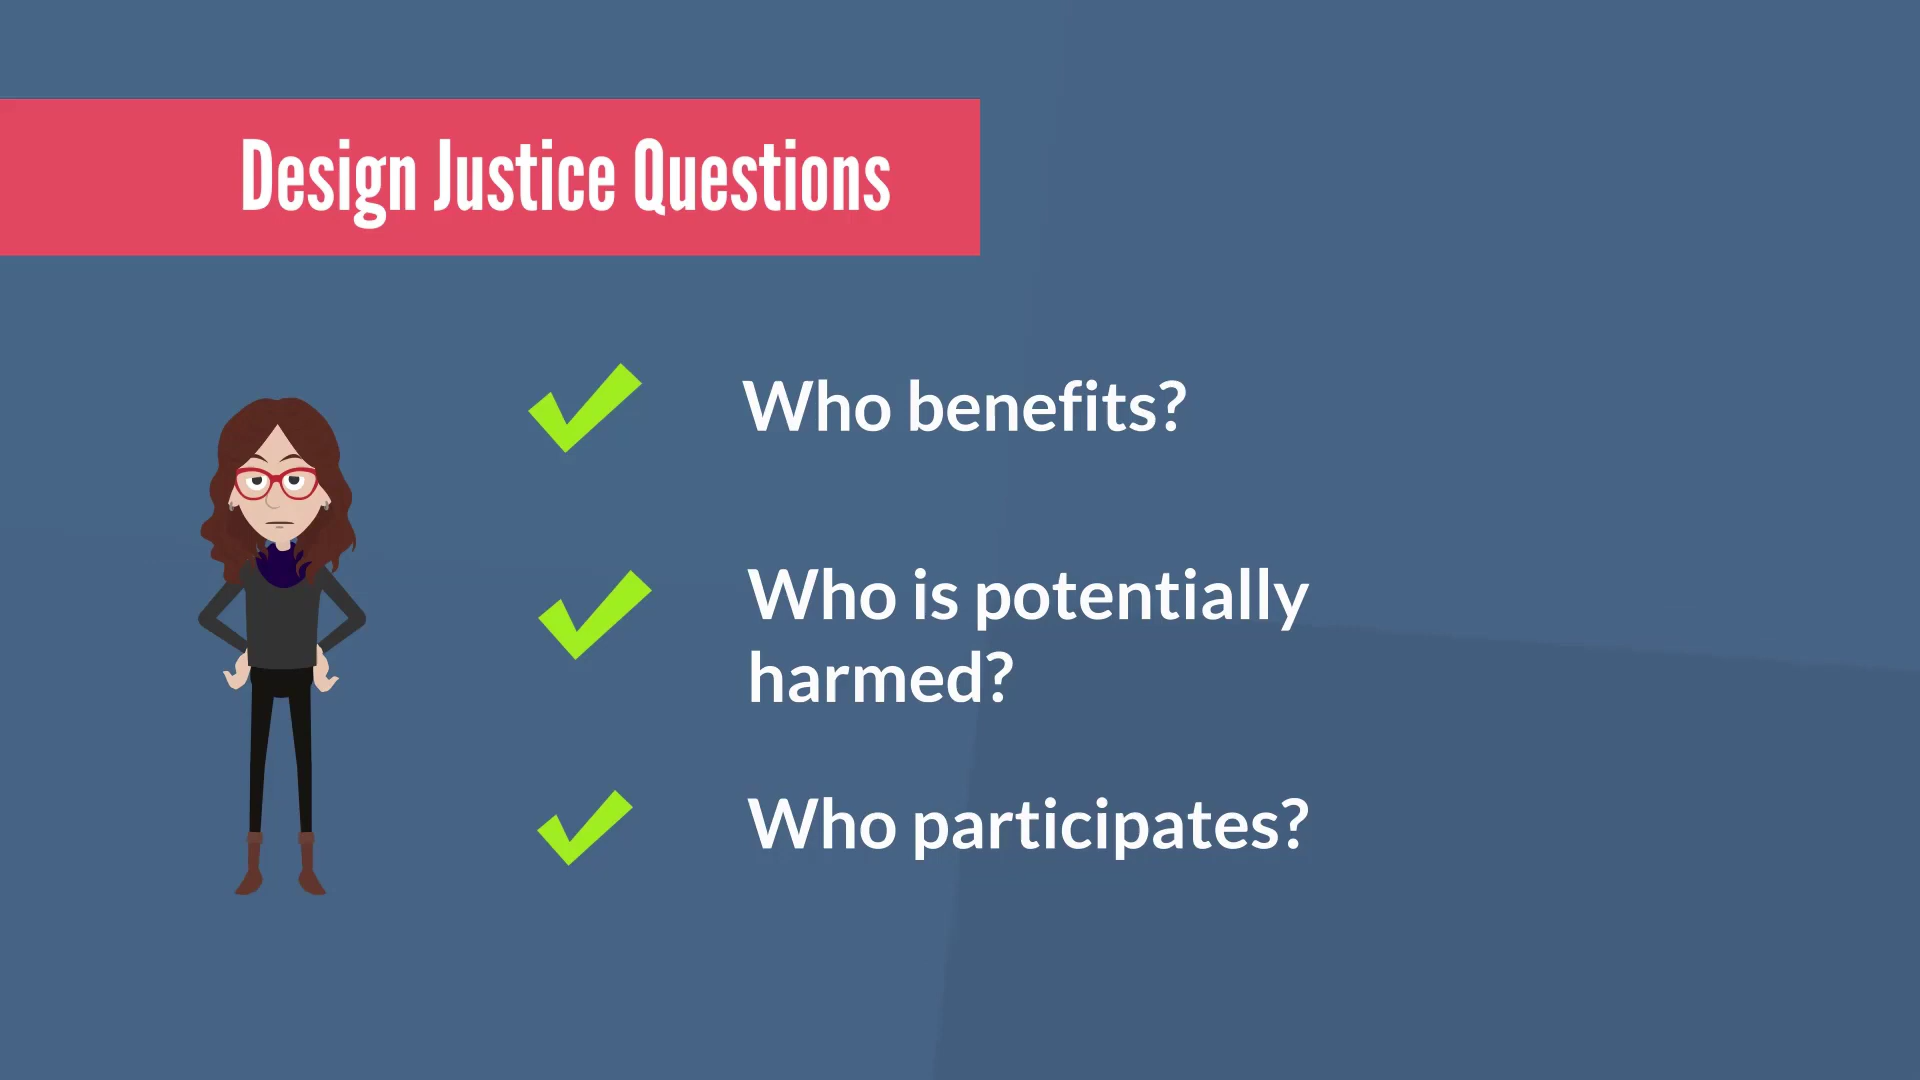 Design Justice Questions
Who benefits?
Who is potentially
harmed?
Who participates?